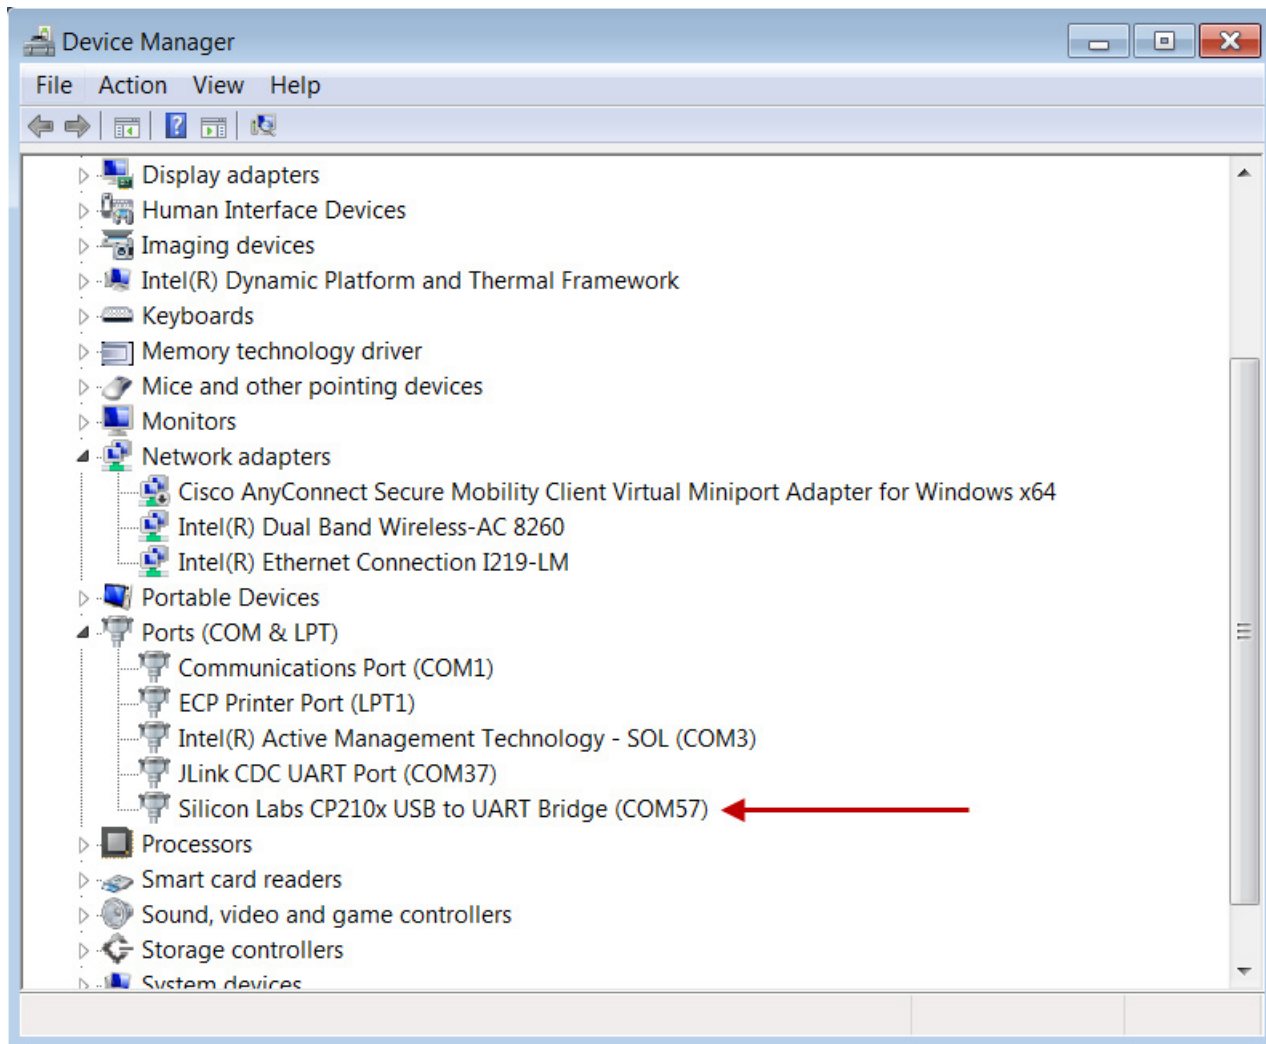 Device Manager
File Action View Help
Display adapters
Human Interface Devices
Imaging devices
Intel(R) Dynamic Platform and Thermal Framework
Keyboards
Memory technology driver
Mice and other pointing devices
Monitors
Network adapters
Cisco AnyConnect Secure Mobility Client Virtual Miniport Adapter for Windows x64
Intel(R) Dual Band Wireless-AC 8260
Intel(R) Ethernet Connection I219-LM
Portable Devices
Ports (COM & LPT)
Communications Port (COM1)
ECP Printer Port (LPT1)
Intel(R) Active Management Technology - SOL (COM3)
JLink CDC UART Port (COM37)
Silicon Labs CP210x USB to UART Bridge (COM57)
Processors
Smart card readers
Sound, video and game controllers
Storage controllers
System devices